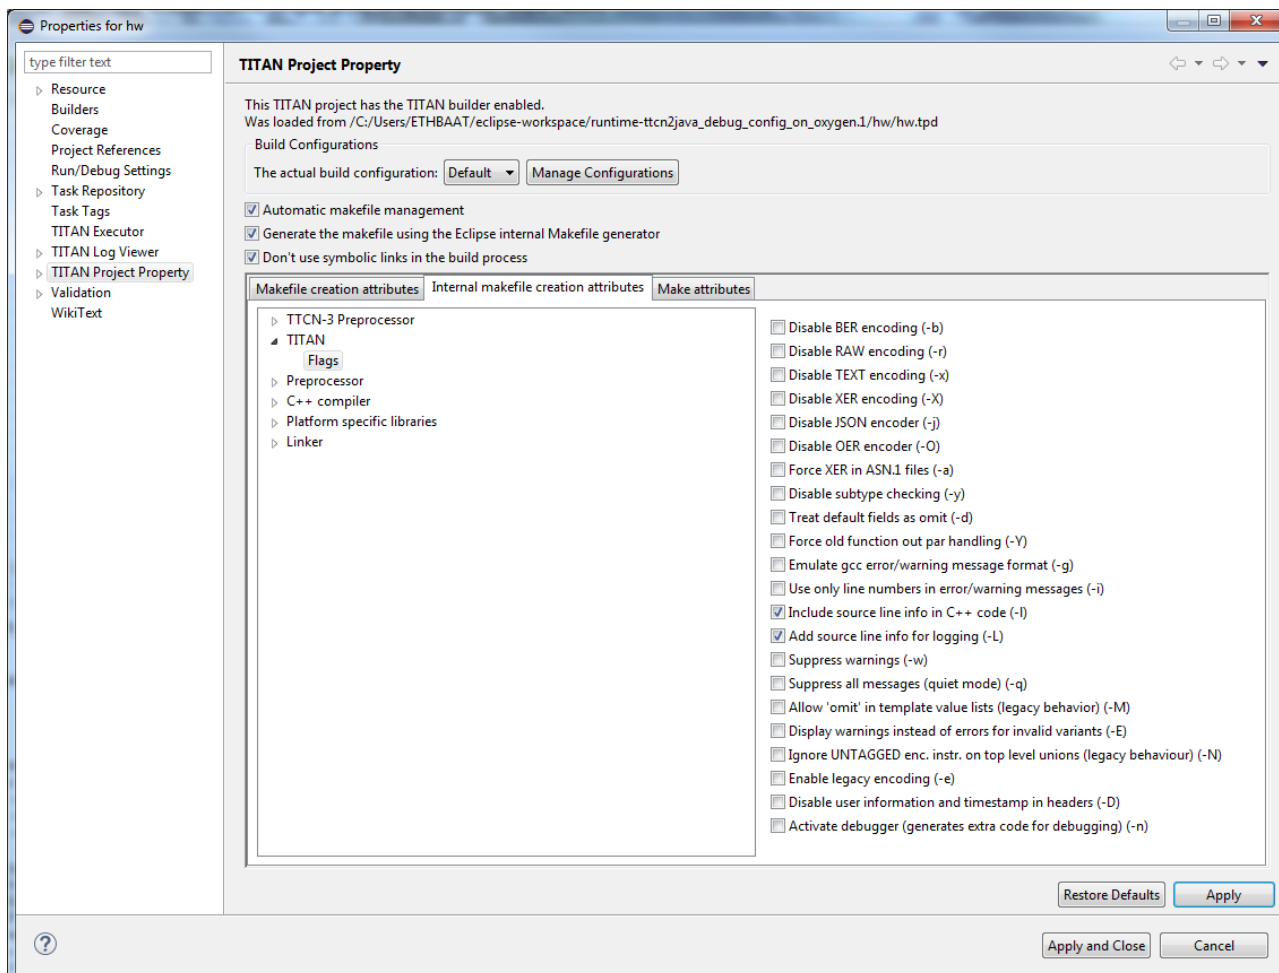 Properties for hw
type filter text
Resource
Builders
Coverage
Project References
Run/Debug Settings
Task Repository
Task Tags
TITAN Executor
TITAN Log Viewer
TITAN Project Property
Validation
WikiText
TITAN Project Property
This TITAN project has the TITAN builder enabled.
Was loaded from /C:/Users/ETHBAAT/eclipse-workspace/runtime-ttcn2java_debug_config_on_oxygen.1/hw/hw.tpd
Build Configurations
The actual build configuration: Default Manage Configurations
Automatic makefile management
Generate the makefile using the Eclipse internal Makefile generator
Don't use symbolic links in the build process
Makefile creation attributes Internal makefile creation attributes Make attributes
TTCN-3 Preprocessor
TITAN
Flags
Preprocessor
C++ compiler
Platform specific libraries
Linker
Disable BER encoding (-b)
Disable RAW encoding (-r)
Disable TEXT encoding (-x)
Disable XER encoding (-X)
Disable JSON encoder (-j)
Disable OER encoder (-O)
Force XER in ASN.1 files (-a)
Disable subtype checking (-y)
Treat default fields as omit (-d)
Force old function out par handling (-Y)
Emulate gcc error/warning message format (-g)
Use only line numbers in error/warning messages (-i)
Include source line info in C++ code (-l)
Add source line info for logging (-L)
Suppress warnings (-w)
Suppress all messages (quiet mode) (-q)
Allow 'omit' in template value lists (legacy behavior) (-M)
Display warnings instead of errors for invalid variants (-E)
Ignore UNTAGGED enc. instr. on top level unions (legacy behaviour) (-N)
Enable legacy encoding (-e)
Disable user information and timestamp in headers (-D)
Activate debugger (generates extra code for debugging) (-n)
Restore Defaults Apply
Apply and Close Cancel